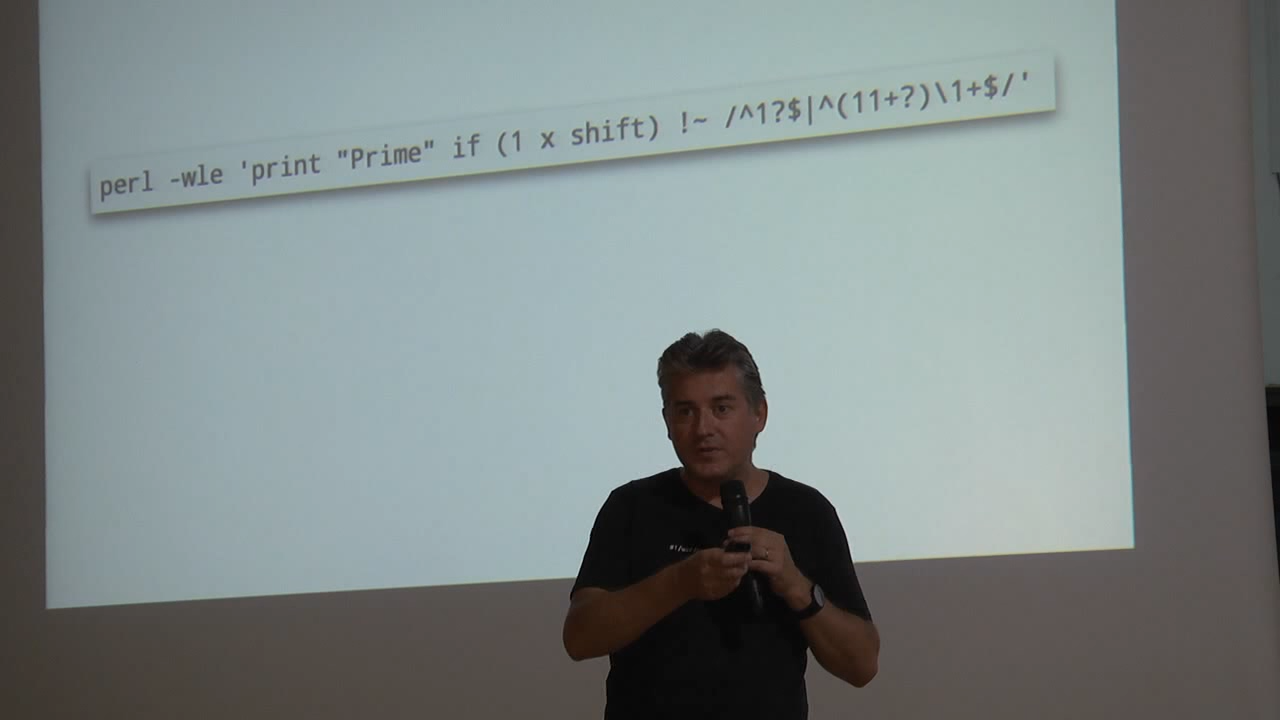 perl -wle 'print "Prime" if (1 x shift) !~ /^1?$|^(11+?)\1+$/'